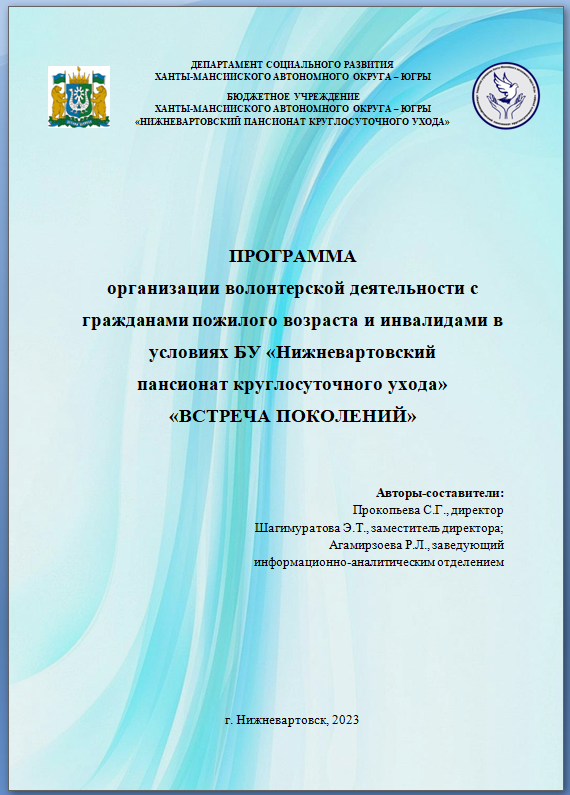 ДЕПАРТАМЕНТ СОЦИАЛЬНОГО РАЗВИТИЯ
ХАНТЫ-МАНСИЙСКОГО АВТОНОМНОГО ОКРУГА – ЮГРЫ
БЮДЖЕТНОЕ УЧРЕЖДЕНИЕ
ХАНТЫ-МАНСИЙСКОГО АВТОНОМНОГО ОКРУГА – ЮГРЫ
«НИЖНЕВАРТОВСКИЙ ПАНСИОНАТ КРУГЛОСУТОЧНОГО УХОДА»
ПРОГРАММА
организации волонтерской деятельности с
гражданами пожилого возраста и инвалидами в
условиях БУ «Нижневартовский
пансионат круглосуточного ухода»
«ВСТРЕЧА ПОКОЛЕНИЙ»
Авторы-составители:
Прокопьева С.Г., директор
Шагимуратова Э.Т., заместитель директора;
Агамирзоева Р.Л., заведующий
информационно-аналитическим отделением
г. Нижневартовск, 2023